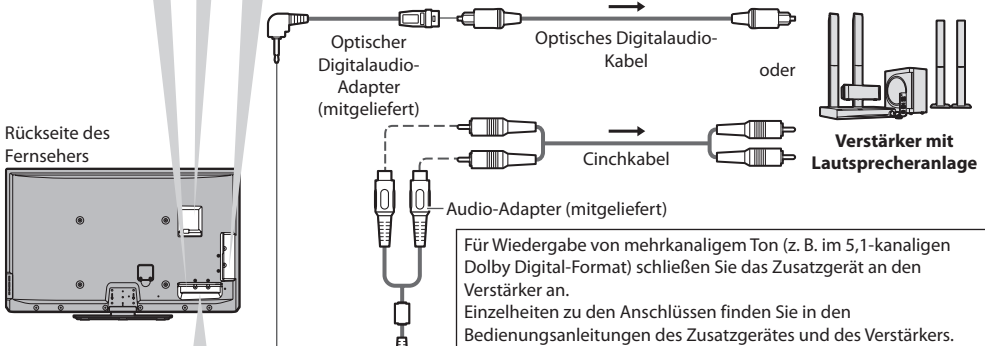 Optischer
Digitalaudio-
Adapter
(mitgeliefert)
Optisches Digitalaudio-
Kabel
oder
Rückseite des
Fernsehers
Cinchkabel
Verstärker mit
Lautsprecheranlage
Audio-Adapter (mitgeliefert)
Für Wiedergabe von mehrkanaligem Ton (z. B. im 5,1-kanaligen
Dolby Digital-Format) schließen Sie das Zusatzgerät an den
Verstärker an.
Einzelheiten zu den Anschlüssen finden Sie in den
Bedienungsanleitungen des Zusatzgerätes und des Verstärkers.